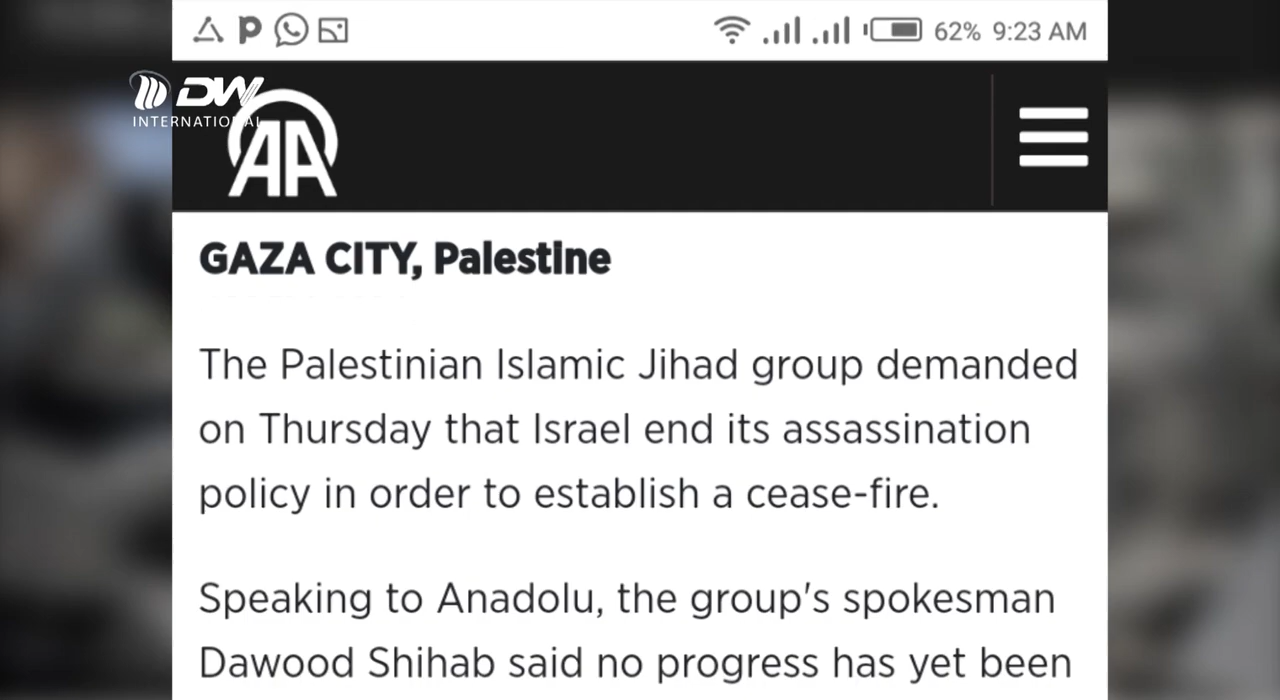 62% 9:23 AM
DW
INTERNATIONAL
AA
GAZA CITY, Palestine
The Palestinian Islamic Jihad group demanded
on Thursday that Israel end its assassination
policy in order to establish a cease-fire.
Speaking to Anadolu, the group's spokesman
Dawood Shihab said no progress has yet been